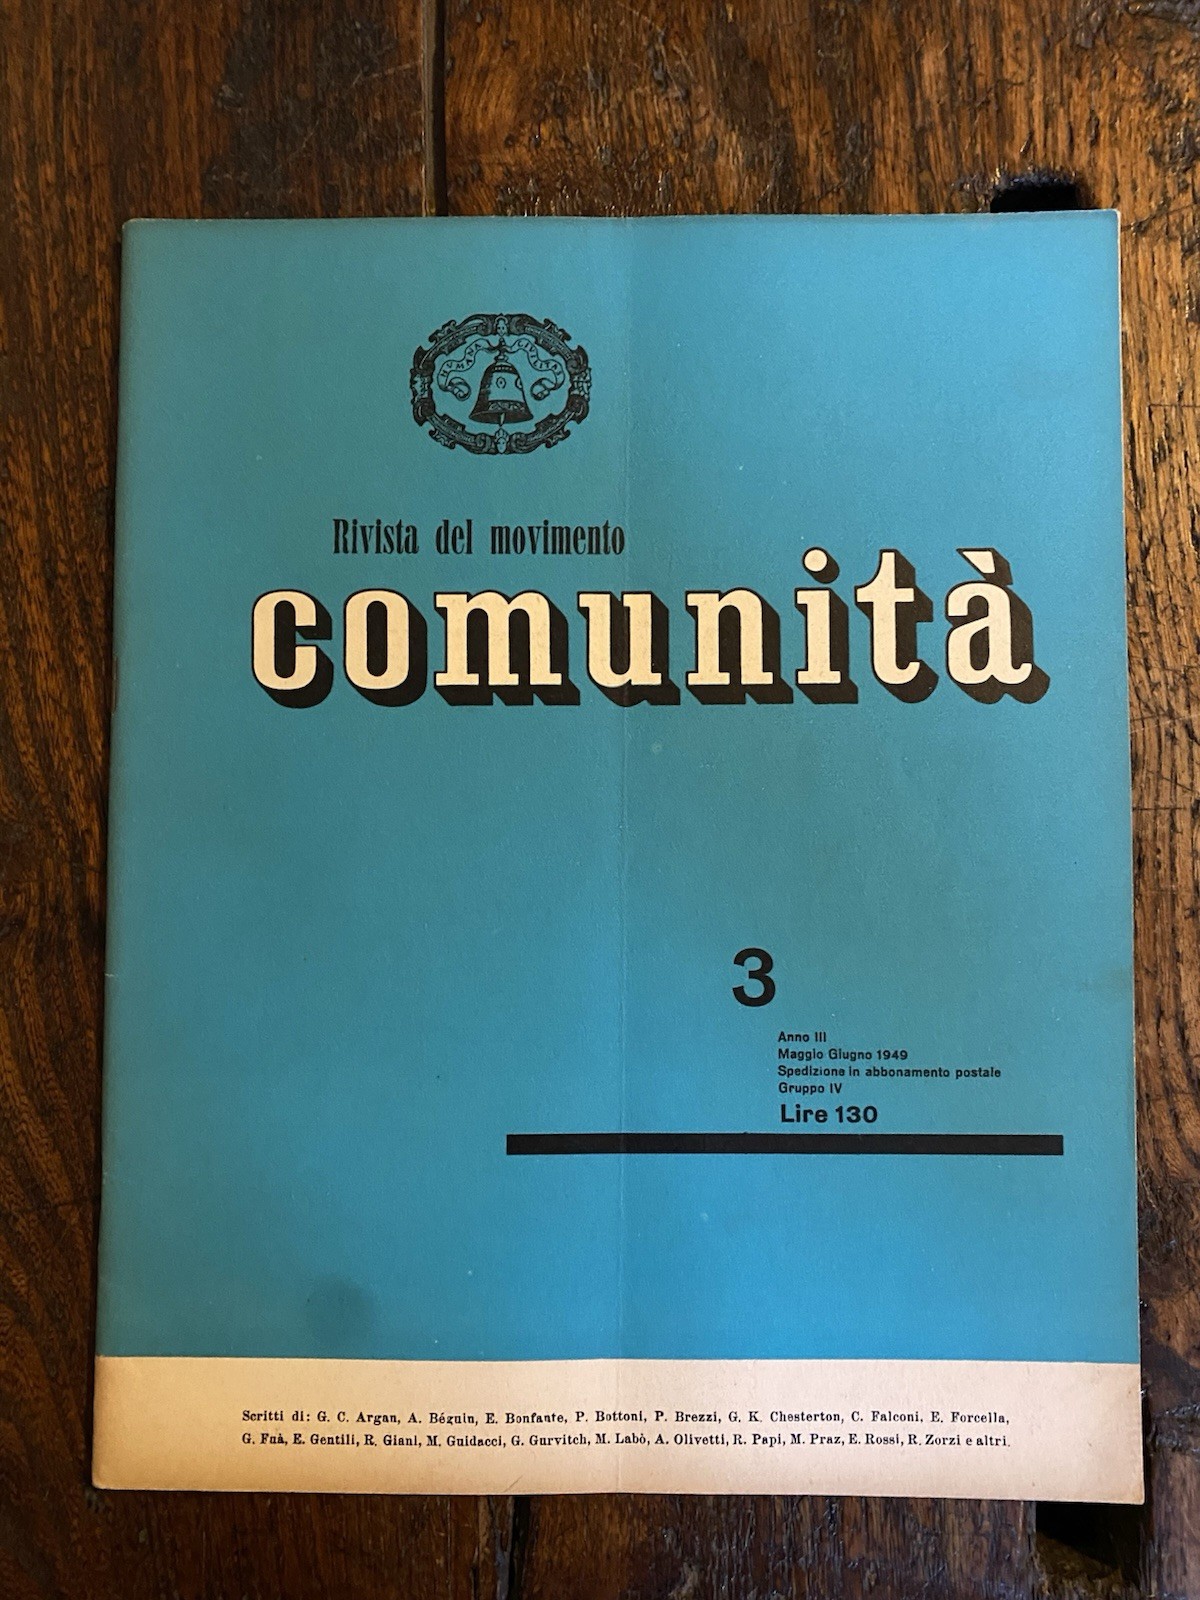 HVMANA CIVILITAS
Rivista del movimento
comunità
3
Anno III
Maggio Giugno 1949
Spedizione in abbonamento postale
Gruppo IV
Lire 130
Scritti di: G. C. Argan, A. Béguin, E. Bonfante, P. Bottoni, P. Brezzi, G. K. Chesterton, C. Falconi, E. Forcella,
G. Fuà, E. Gentili, R. Giani, M. Guidacci, G. Gurvitch, M. Labò, A. Olivetti, R. Papi, M. Praz, E. Rossi, R. Zorzi e altri.